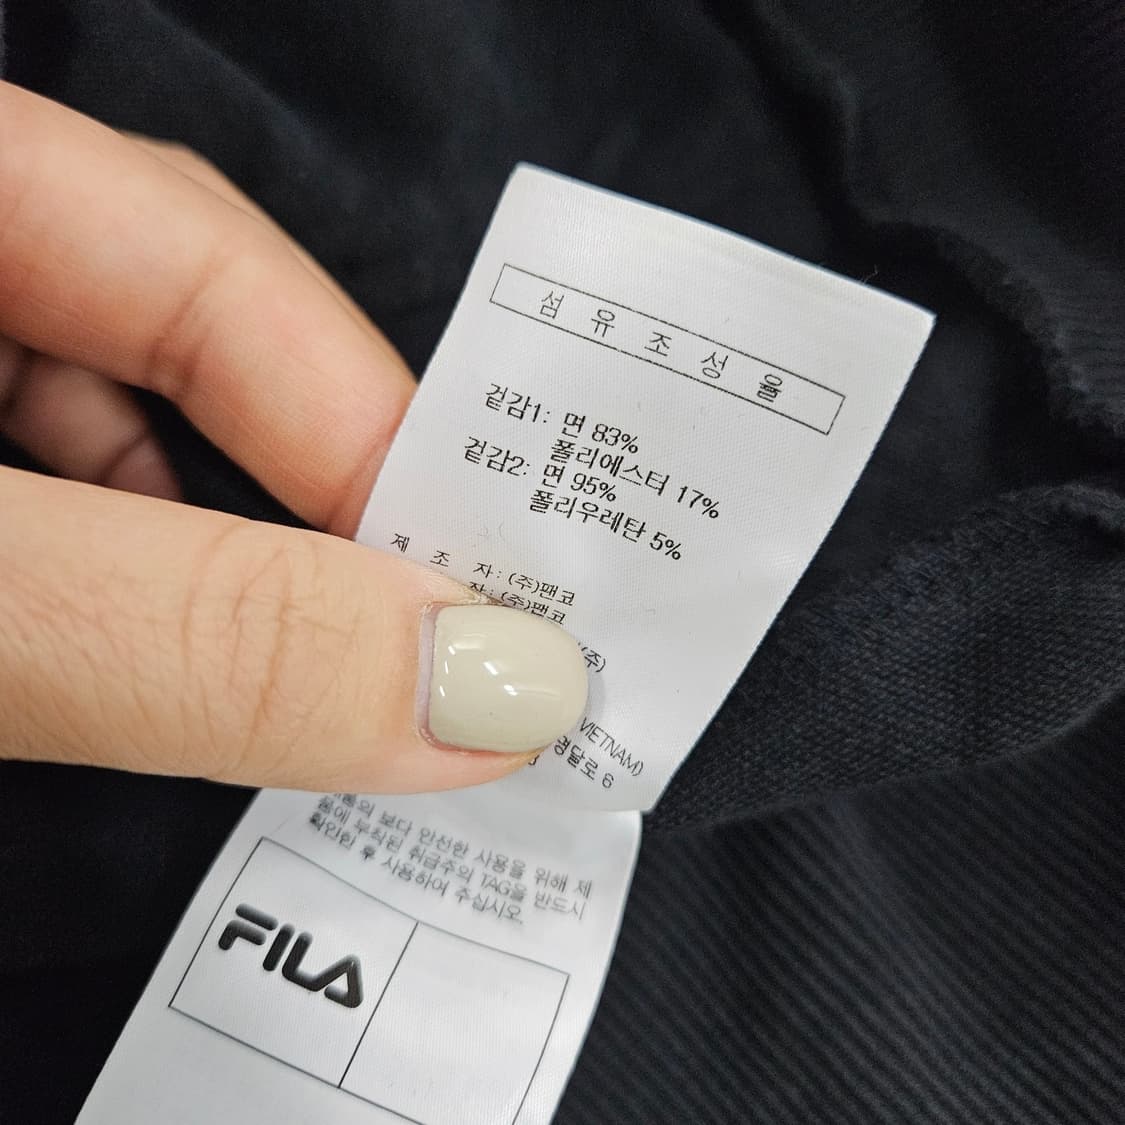 섬 유 조 성 율
겉감1: 면 83%
폴리에스터 17%
겉감2: 면 95%
폴리우레탄 5%
제 조 자: (주)팬코
자: (주)팬코
(주)
VIETNAM)
영달로 6
보다 안전한 사용을 위해 제
품에 부착된 취급주의 TAG을 반드시
확인한 후 사용하여 주십시오.
FILA